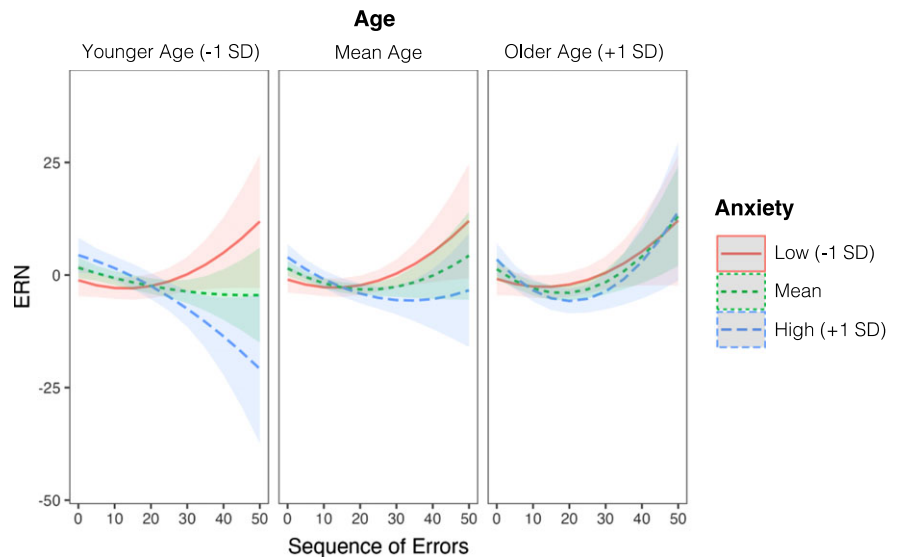 Age
Younger Age (-1 SD)
Mean Age
Older Age (+1 SD)
25
0
-25
-50
ERN
0 10 20 30 40 50
0 10 20 30 40 50
0 10 20 30 40 50
Sequence of Errors
Anxiety
Low (-1 SD)
Mean
High (+1 SD)